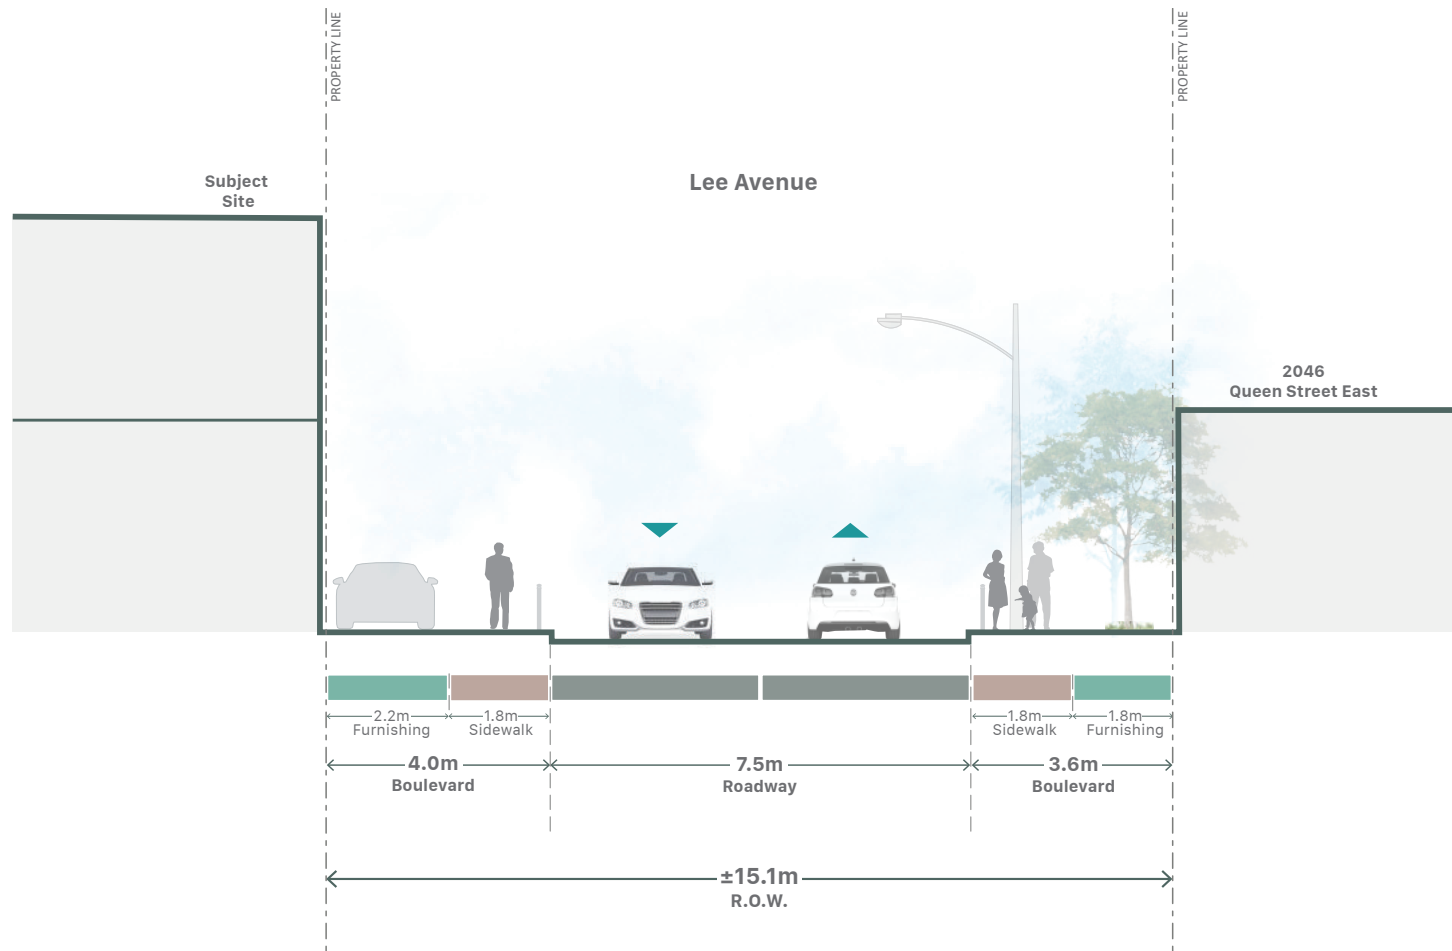 PROPERTY LINE
PROPERTY LINE
Lee Avenue
Subject
Site
2046
Queen Street East
2.2m
Furnishing
1.8m
Sidewalk
1.8m
Sidewalk
1.8m
Furnishing
4.0m
Boulevard
7.5m
Roadway
3.6m
Boulevard
±15.1m
R.O.W.